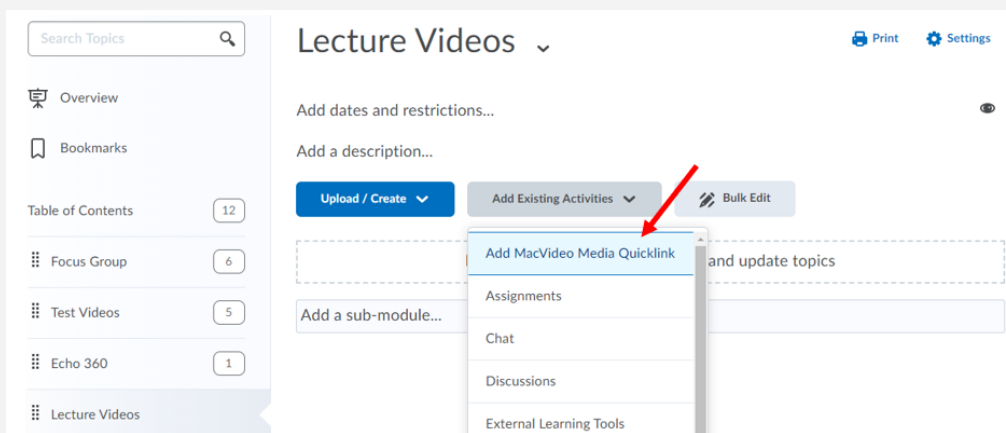 Search Topics
Overview
Bookmarks
Table of Contents 12
Focus Group 6
Test Videos 5
Echo 360 1
Lecture Videos
Lecture Videos
Print Settings
Add dates and restrictions...
Add a description...
Upload / Create Add Existing Activities Bulk Edit
and update topics
Add a sub-module...
Add MacVideo Media Quicklink
Assignments
Chat
Discussions
External Learning Tools